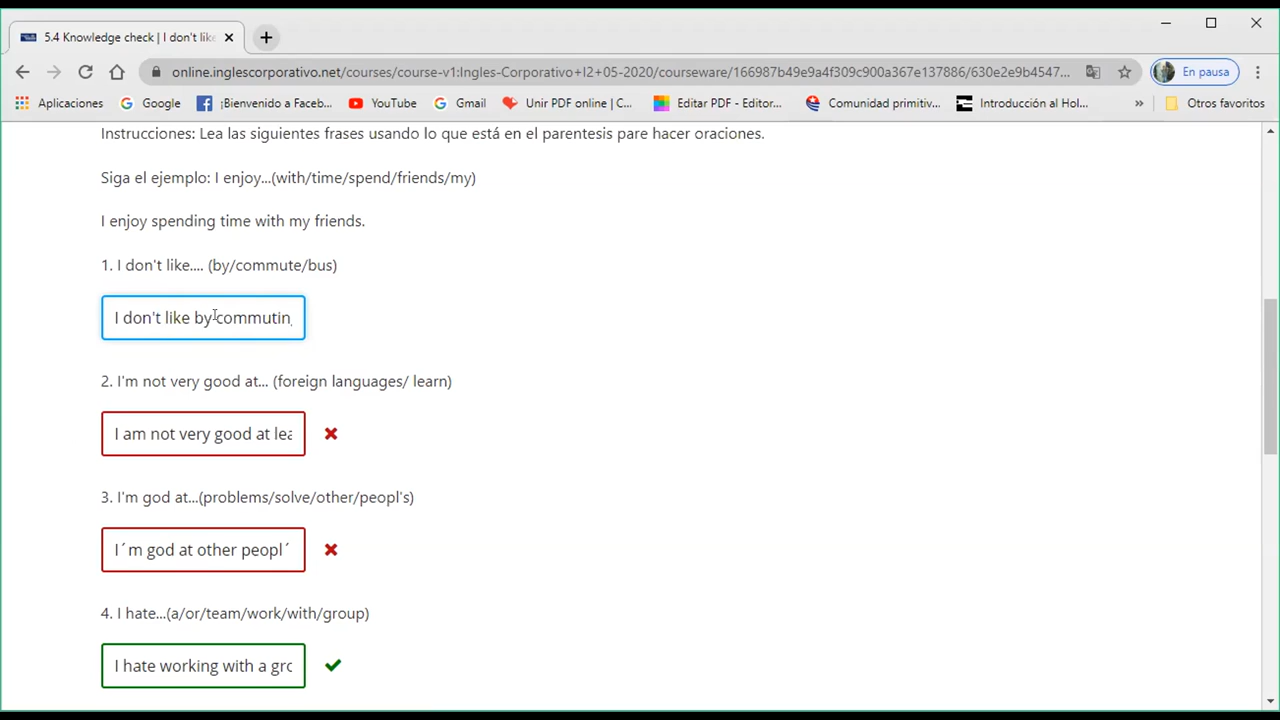 5.4 Knowledge check | I don't like
online.inglescorporativo.net/courses/course-v1:Ingles-Corporativo+I2+05-2020/courseware/166987b49e9a4f309c900a3c7e137886/630e2e9b4547...
En pausa
Aplicaciones Google ¡Bienvenido a Faceb... YouTube Gmail Unir PDF online | C... Editar PDF - Editor... Comunidad primitiv... Introducción al Hol... » Otros favoritos
Instrucciones: Lea las siguientes frases usando lo que está en el parentesis pare hacer oraciones.
Siga el ejemplo: I enjoy...(with/time/spend/friends/my)
I enjoy spending time with my friends.
1. I don't like.... (by/commute/bus)
I don't like by commuting
2. I'm not very good at... (foreign languages/ learn)
I am not very good at lea
3. I'm god at...(problems/solve/other/peopl's)
I´m god at other peopl´
4. I hate...(a/or/team/work/with/group)
I hate working with a gro